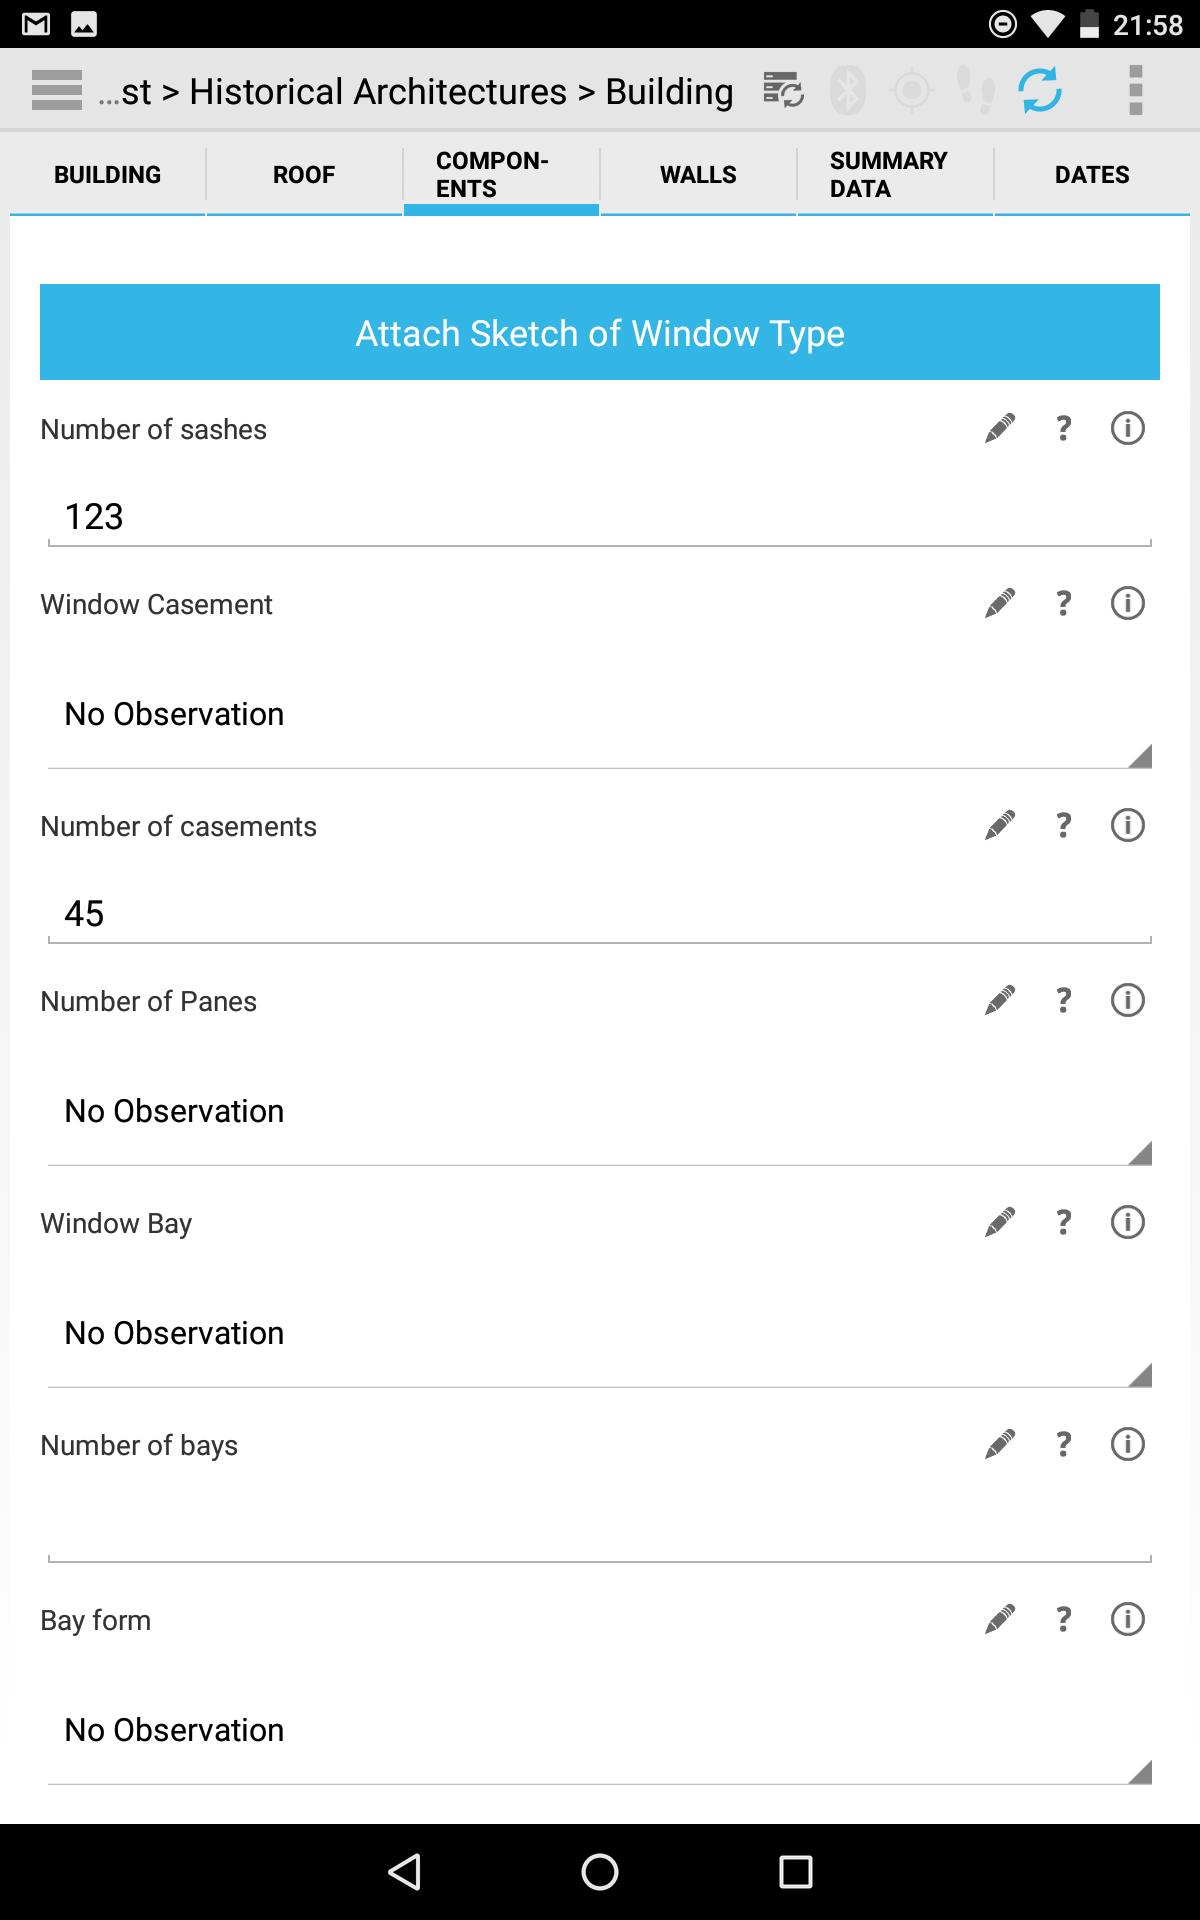 21:58
...st > Historical Architectures > Building
BUILDING
ROOF
COMPON-
ENTS
WALLS
SUMMARY
DATA
DATES
Attach Sketch of Window Type
Number of sashes
?
123
Window Casement
?
No Observation
Number of casements
?
45
Number of Panes
?
No Observation
Window Bay
?
No Observation
Number of bays
?
Bay form
?
No Observation